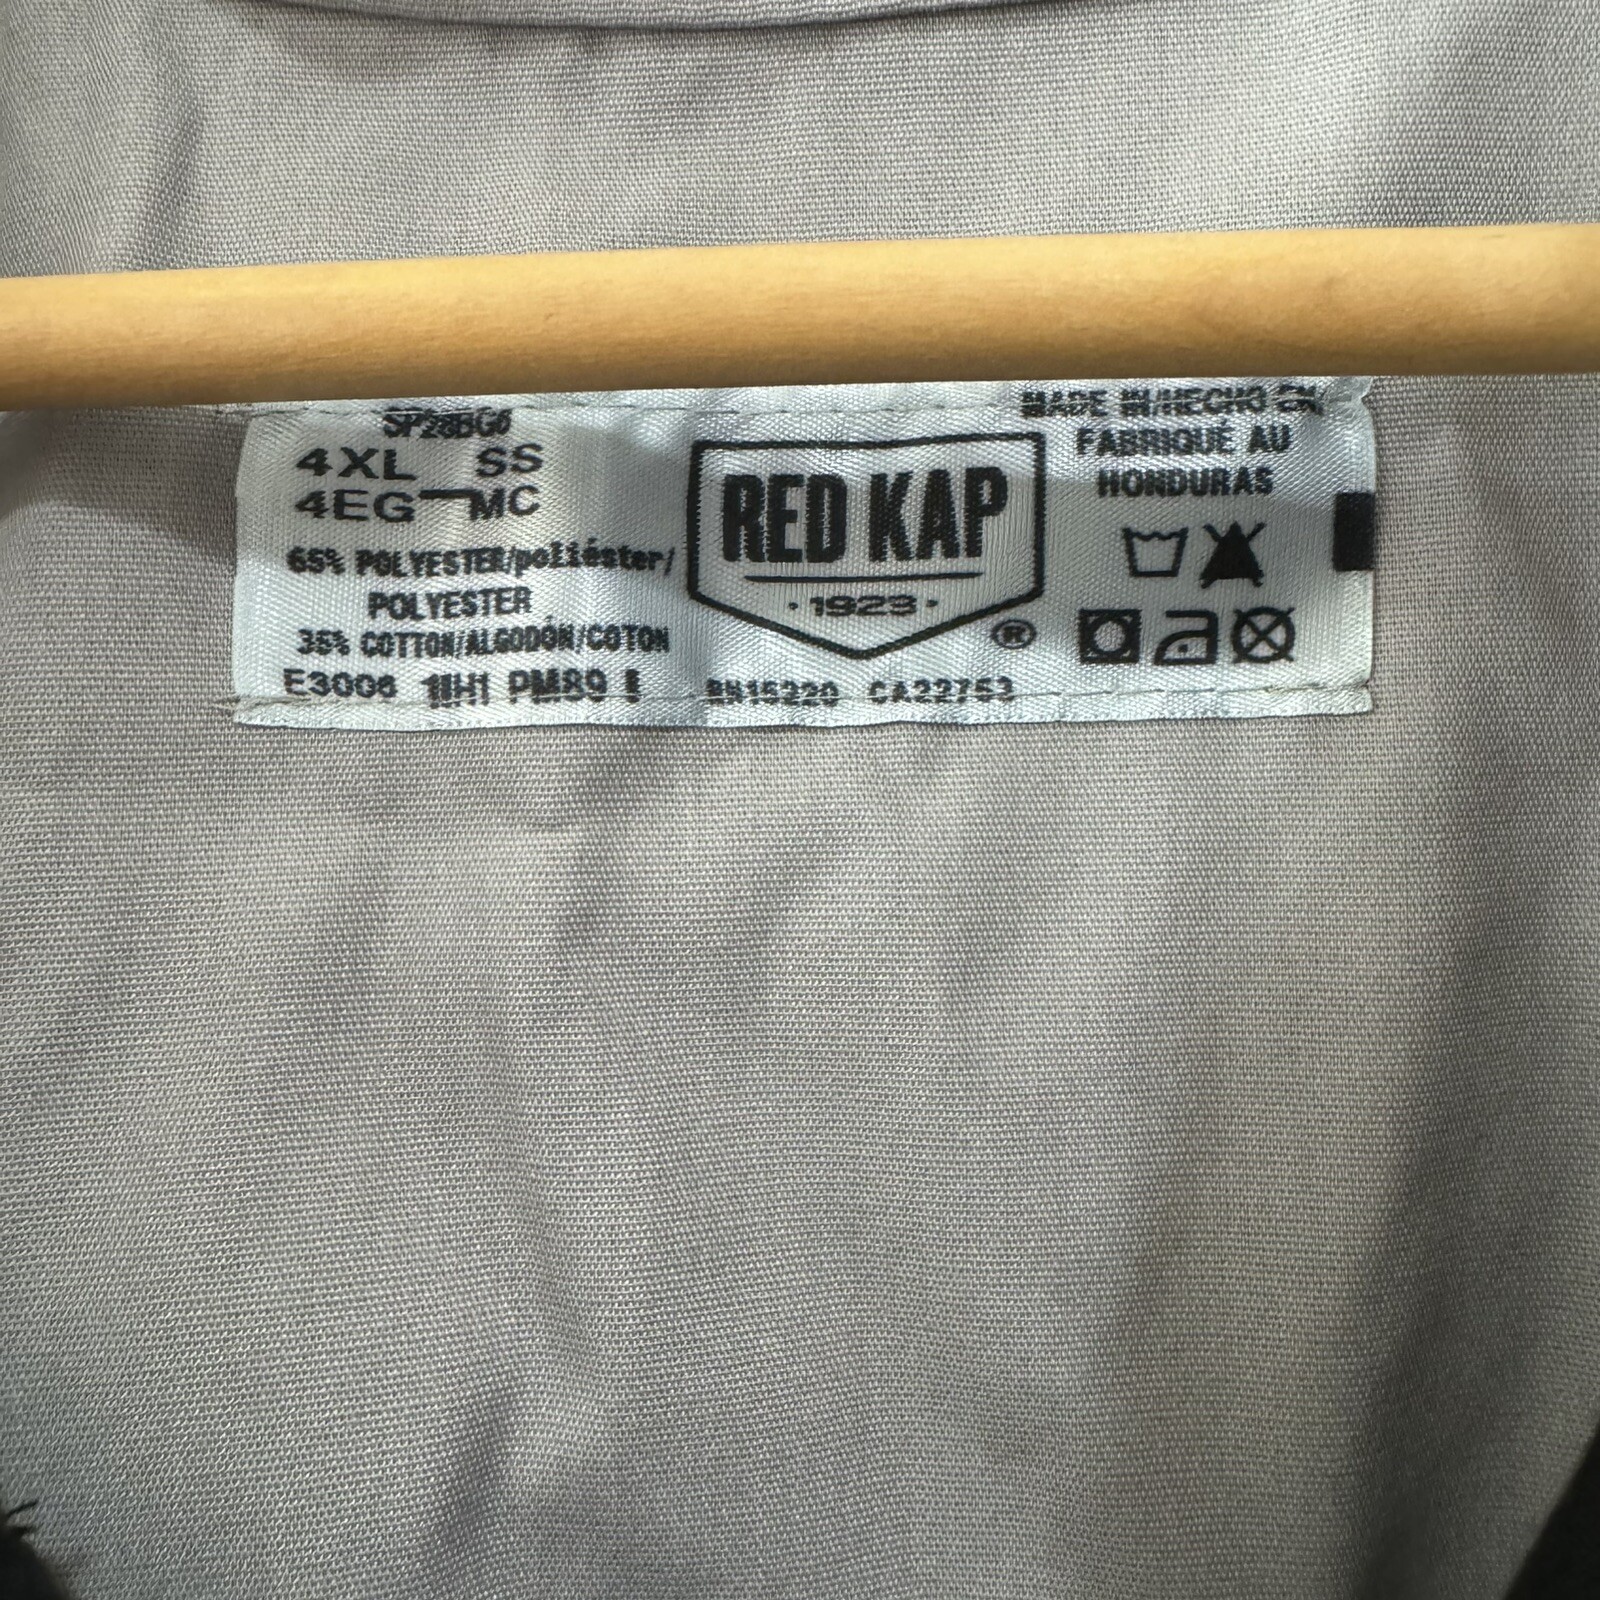 SP28BG6
4XL SS
4EG MC
65% POLYESTER/poliéster/
POLYESTER
35% COTTON/ALGODÓN/COTON
E3006 PM89
RED KAP
· 1923 ·
®
RN15220 CA22753
MADE IN/HECHO EN
FABRIQUÉ AU
HONDURAS